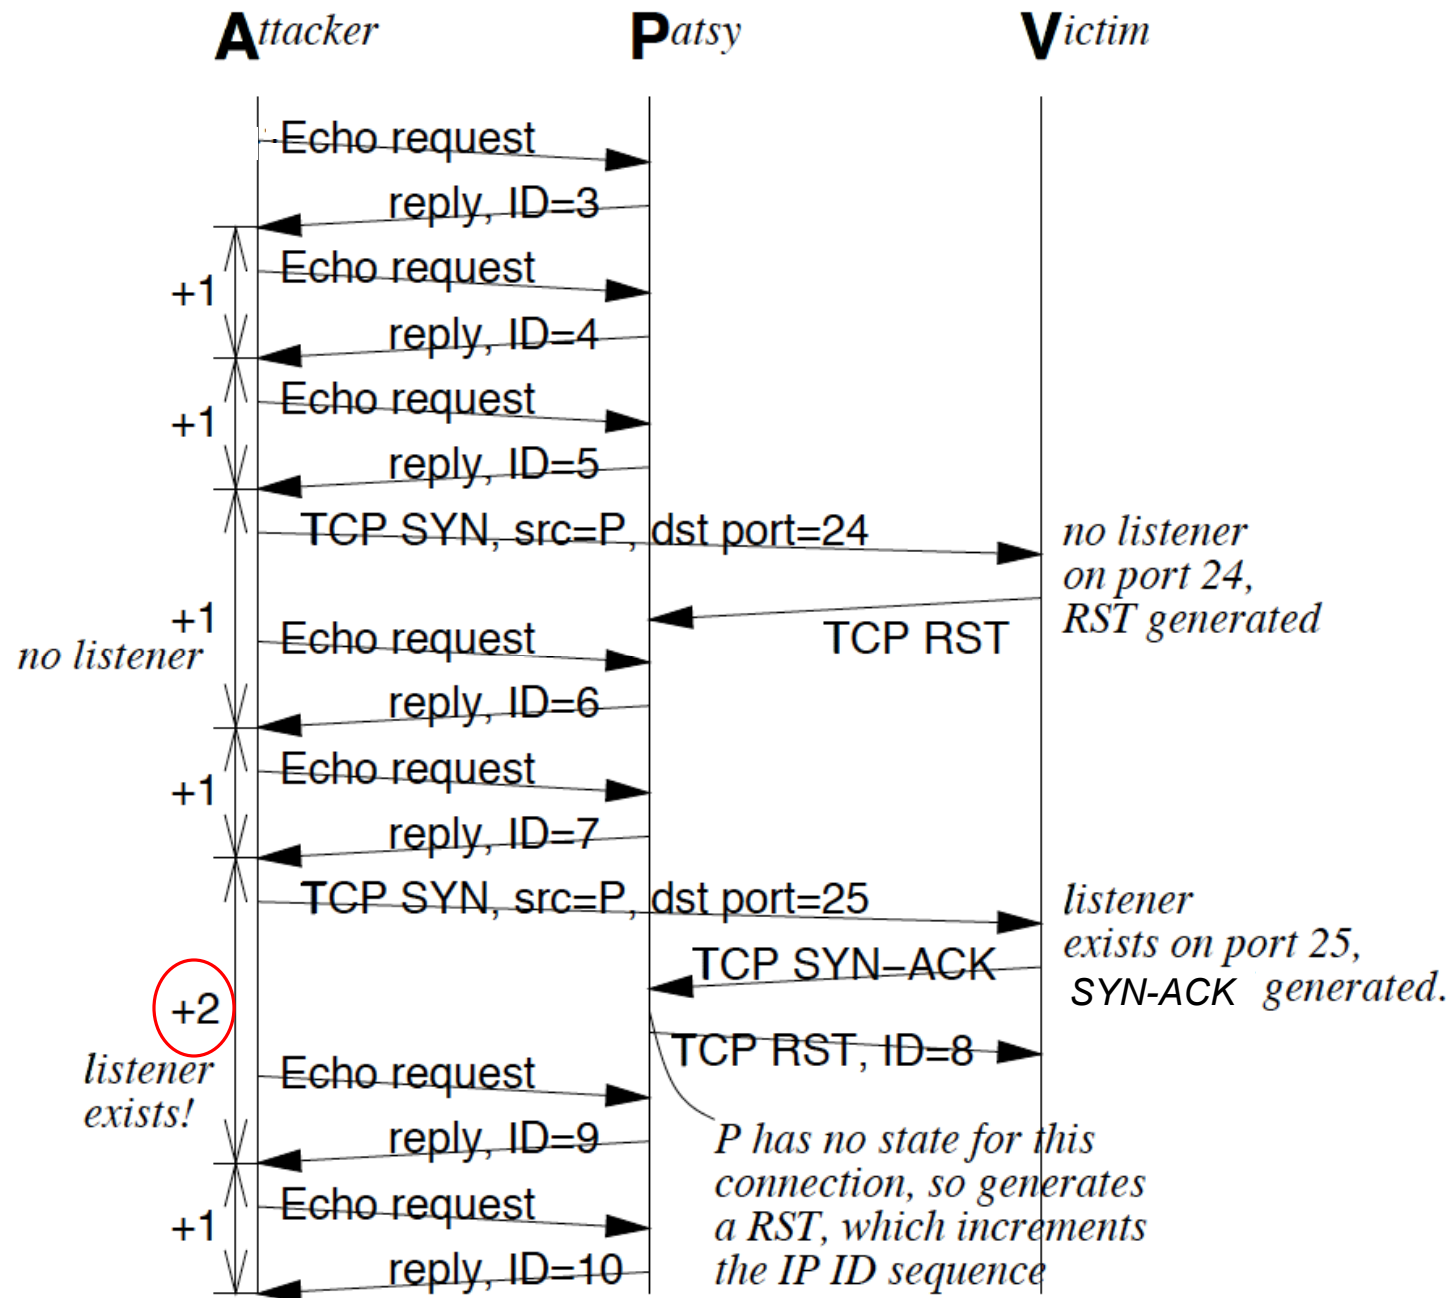 Attacker Patsy Victim
Echo request
reply, ID=3
+1
Echo request
reply, ID=4
+1
Echo request
reply, ID=5
TCP SYN, src=P, dst port=24
no listener
on port 24,
RST generated
TCP RST
+1
no listener
Echo request
reply, ID=6
+1
Echo request
reply, ID=7
TCP SYN, src=P, dst port=25
listener
exists on port 25,
SYN-ACK generated.
TCP SYN–ACK
+2
listener
exists!
TCP RST, ID=8
Echo request
reply, ID=9
P has no state for this
connection, so generates
a RST, which increments
the IP ID sequence
+1
Echo request
reply, ID=10